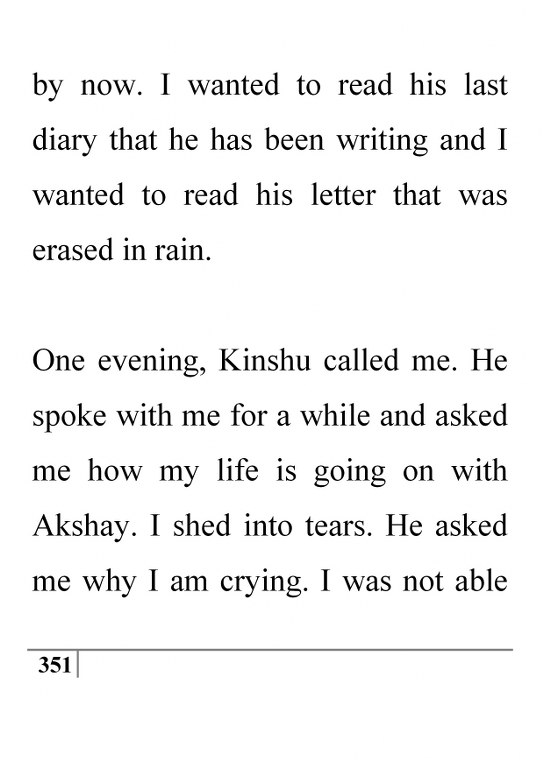 by now. I wanted to read his last
diary that he has been writing and I
wanted to read his letter that was
erased in rain.
One evening, Kinshu called me. He
spoke with me for a while and asked
me how my life is going on with
Akshay. I shed into tears. He asked
me why I am crying. I was not able
351